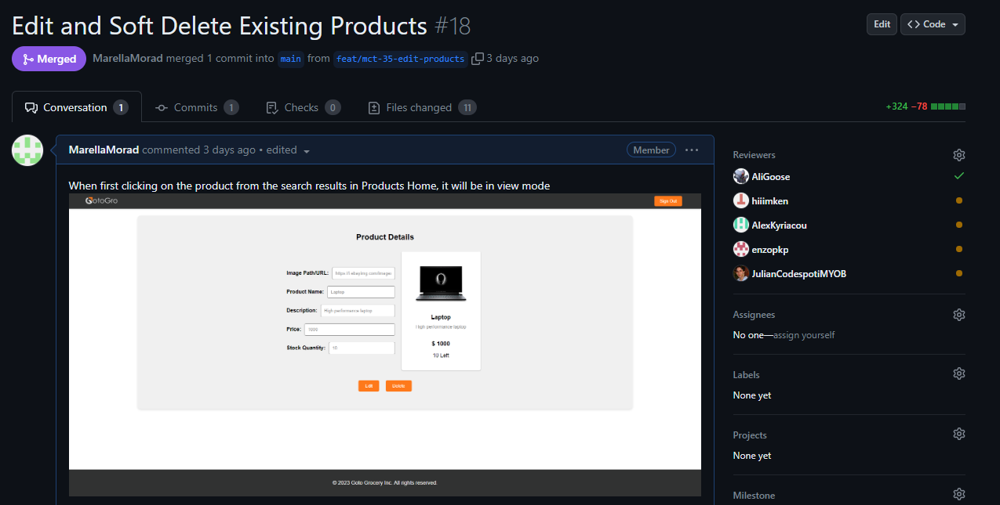 Edit and Soft Delete Existing Products #18
Edit
Code
Merged
MarellaMorad merged 1 commit into main from feat/mct-35-edit-products 3 days ago
Conversation 1
Commits 1
Checks 0
Files changed 11
+324 −78
MarellaMorad commented 3 days ago • edited
Member
When first clicking on the product from the search results in Products Home, it will be in view mode
GotoGro
Sign Out
Product Details
Image Path/URL:
Product Name: Laptop
Description: High performance laptop
Price: 1000
Stock Quantity: 10
Laptop
High performance laptop
$ 1000
10 Left
Edit
Delete
© 2023 Goto Grocery Inc. All rights reserved.
Reviewers
AliGoose
hiiimken
AlexKyriacou
enzopkp
JulianCodespotiMYOB
Assignees
No one—assign yourself
Labels
None yet
Projects
None yet
Milestone